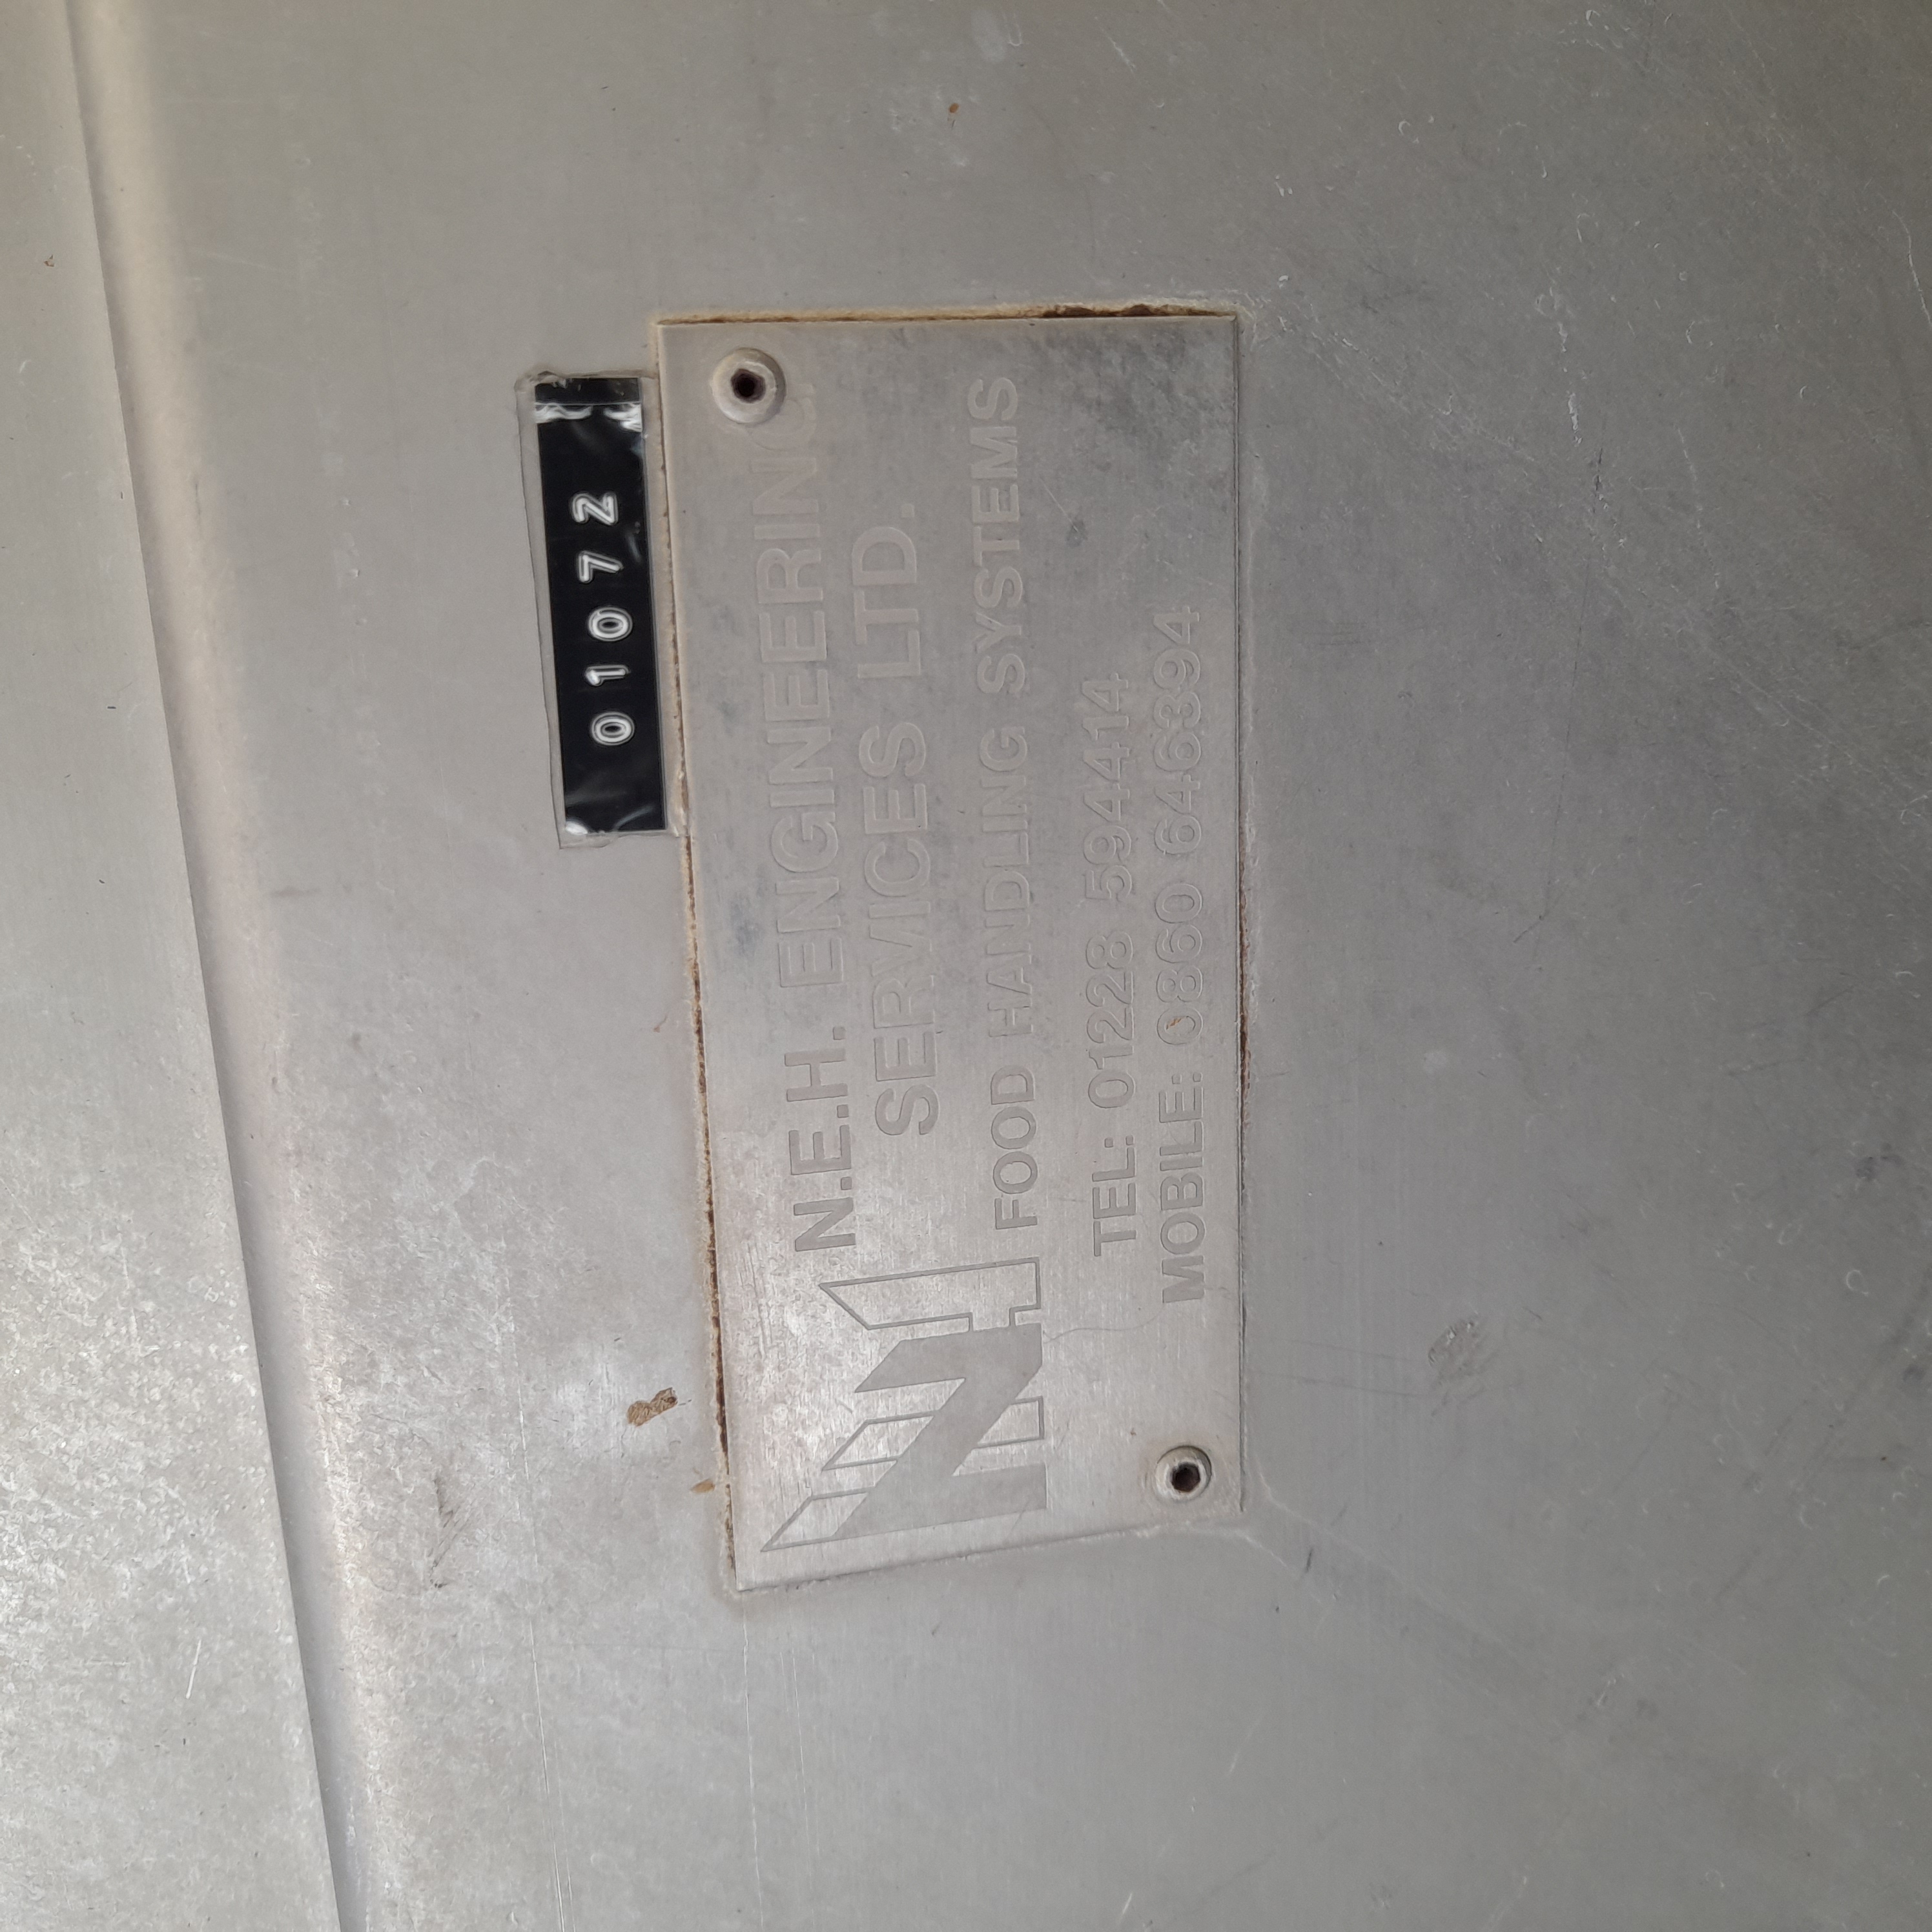 01072
N.E.H. ENGINEERING
SERVICES LTD.
FOOD HANDLING SYSTEMS
TEL: 01228 594414
MOBILE: 0860 646394
N